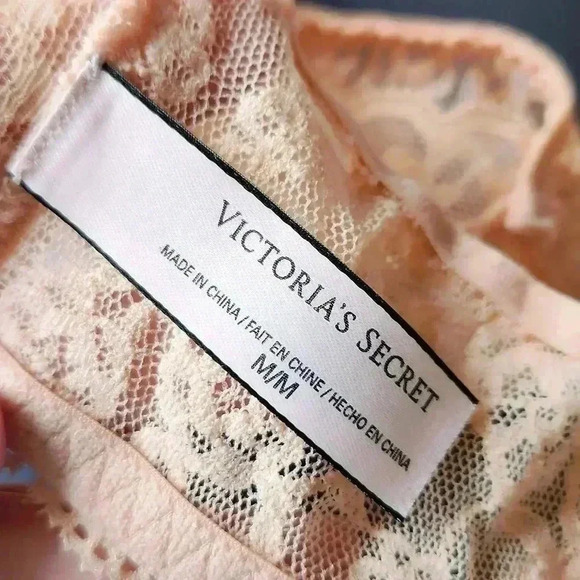 VICTORIA'S SECRET
MADE IN CHINA / FAIT EN CHINE / HECHO EN CHINA
M/M